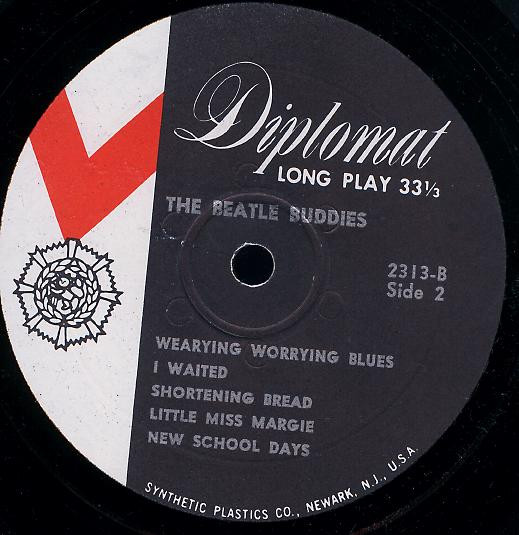 Diplomat
LONG PLAY 33⅓
THE BEATLE BUDDIES
2313-B
Side 2
WEARYING WORRYING BLUES
I WAITED
SHORTENING BREAD
LITTLE MISS MARGIE
NEW SCHOOL DAYS
SYNTHETIC PLASTICS CO., NEWARK, N.J., U.S.A.